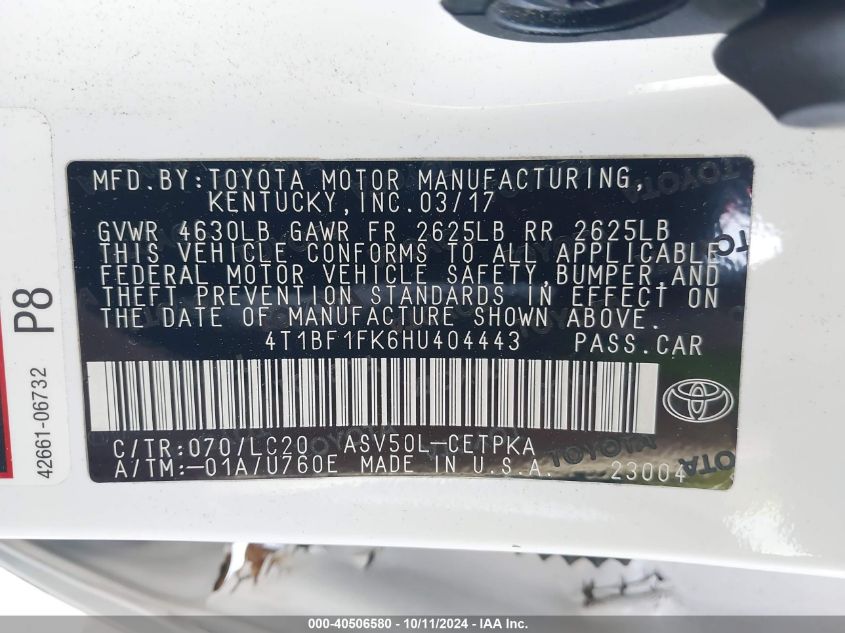 MFD.BY:TOYOTA MOTOR MANUFACTURING,
KENTUCKY,INC.03/17
GVWR 4630LB GAWR FR 2625LB RR 2625LB
THIS VEHICLE CONFORMS TO ALL APPLICABLE
FEDERAL MOTOR VEHICLE SAFETY,BUMPER,AND
THEFT PREVENTION STANDARDS IN EFFECT ON
THE DATE OF MANUFACTURE SHOWN ABOVE.
4T1BF1FK6HU404443 PASS.CAR
C/TR:070/LC20 ASV50L-CETPKA
A/TM:-01A/U760E MADE IN U.S.A. 23004
P8
42661-06732
000-40506580 - 10/11/2024 - IAA Inc.